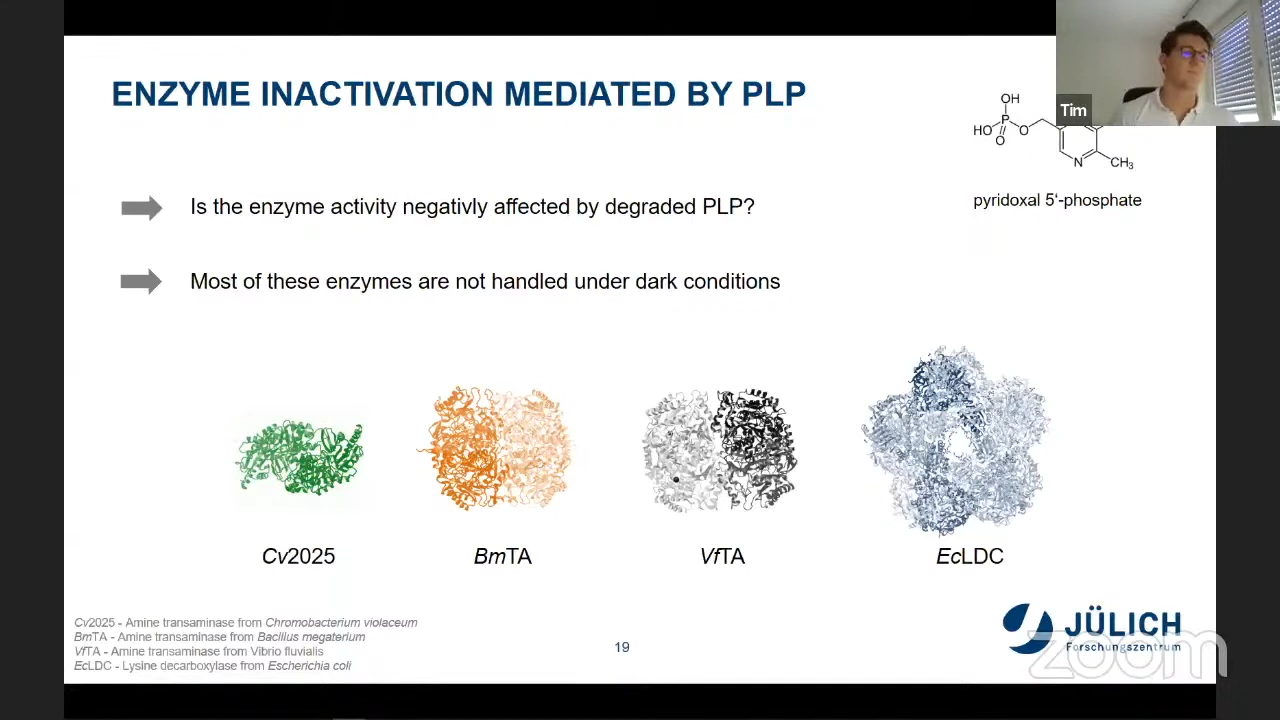 ENZYME INACTIVATION MEDIATED BY PLP
Tim
OH
HO
P
O
O
N
CH3
pyridoxal 5'-phosphate
Is the enzyme activity negativly affected by degraded PLP?
Most of these enzymes are not handled under dark conditions
Cv2025
BmTA
VfTA
EcLDC
Cv2025 - Amine transaminase from Chromobacterium violaceum
BmTA - Amine transaminase from Bacillus megaterium
VfTA - Amine transaminase from Vibrio fluvialis
EcLDC - Lysine decarboxylase from Escherichia coli
19
JÜLICH
Forschungszentrum
zoom